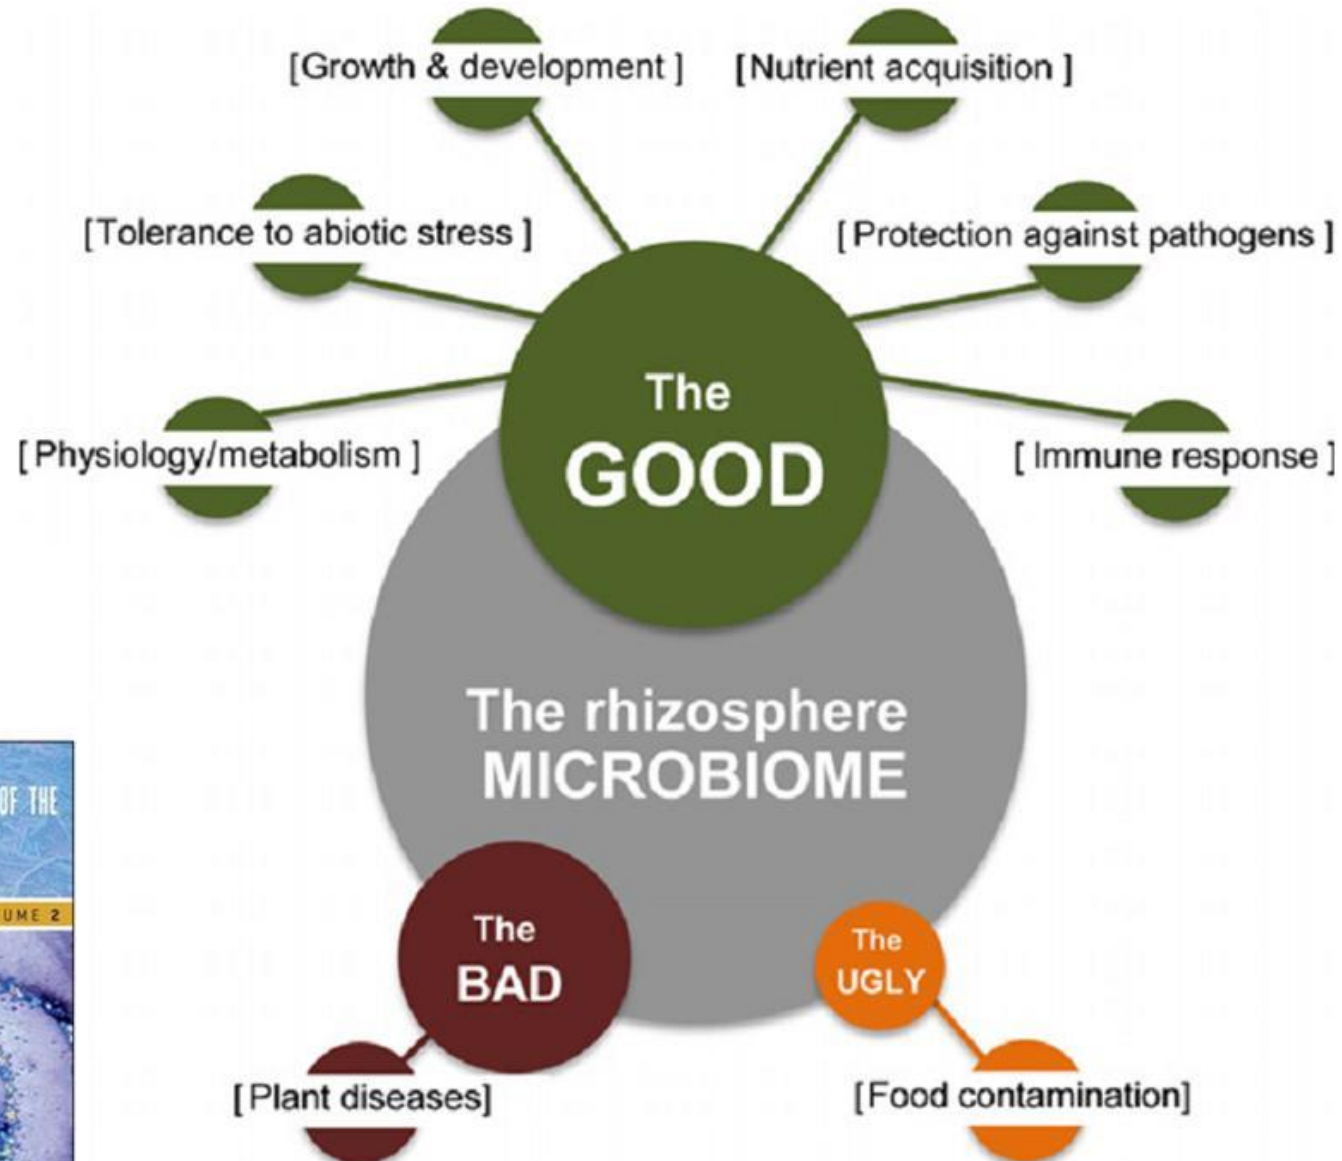 [Growth & development ]
[Nutrient acquisition ]
[Tolerance to abiotic stress ]
[Protection against pathogens ]
The
GOOD
[Physiology/metabolism ]
[Immune response ]
The rhizosphere
MICROBIOME
OF THE
UME 2
The
BAD
The
UGLY
[Plant diseases]
[Food contamination]